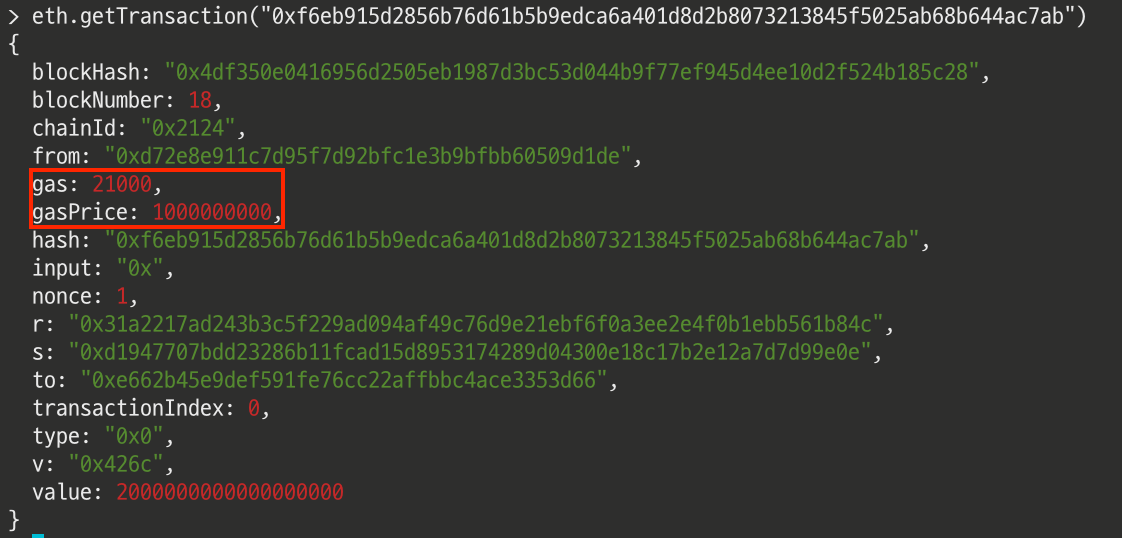 > eth.getTransaction("0xf6eb915d2856b76d61b5b9edca6a401d8d2b8073213845f5025ab68b644ac7ab")
{
  blockHash: "0x4df350e0416956d2505eb1987d3bc53d044b9f77ef945d4ee10d2f524b185c28",
  blockNumber: 18,
  chainId: "0x2124",
  from: "0xd72e8e911c7d95f7d92bfc1e3b9bfbb60509d1de",
  gas: 21000,
  gasPrice: 1000000000,
  hash: "0xf6eb915d2856b76d61b5b9edca6a401d8d2b8073213845f5025ab68b644ac7ab",
  input: "0x",
  nonce: 1,
  r: "0x31a2217ad243b3c5f229ad094af49c76d9e21ebf6f0a3ee2e4f0b1ebb561b84c",
  s: "0xd1947707bdd23286b11fcad15d8953174289d04300e18c17b2e12a7d7d99e0e",
  to: "0xe662b45e9def591fe76cc22affbbc4ace3353d66",
  transactionIndex: 0,
  type: "0x0",
  v: "0x426c",
  value: 2000000000000000000
}